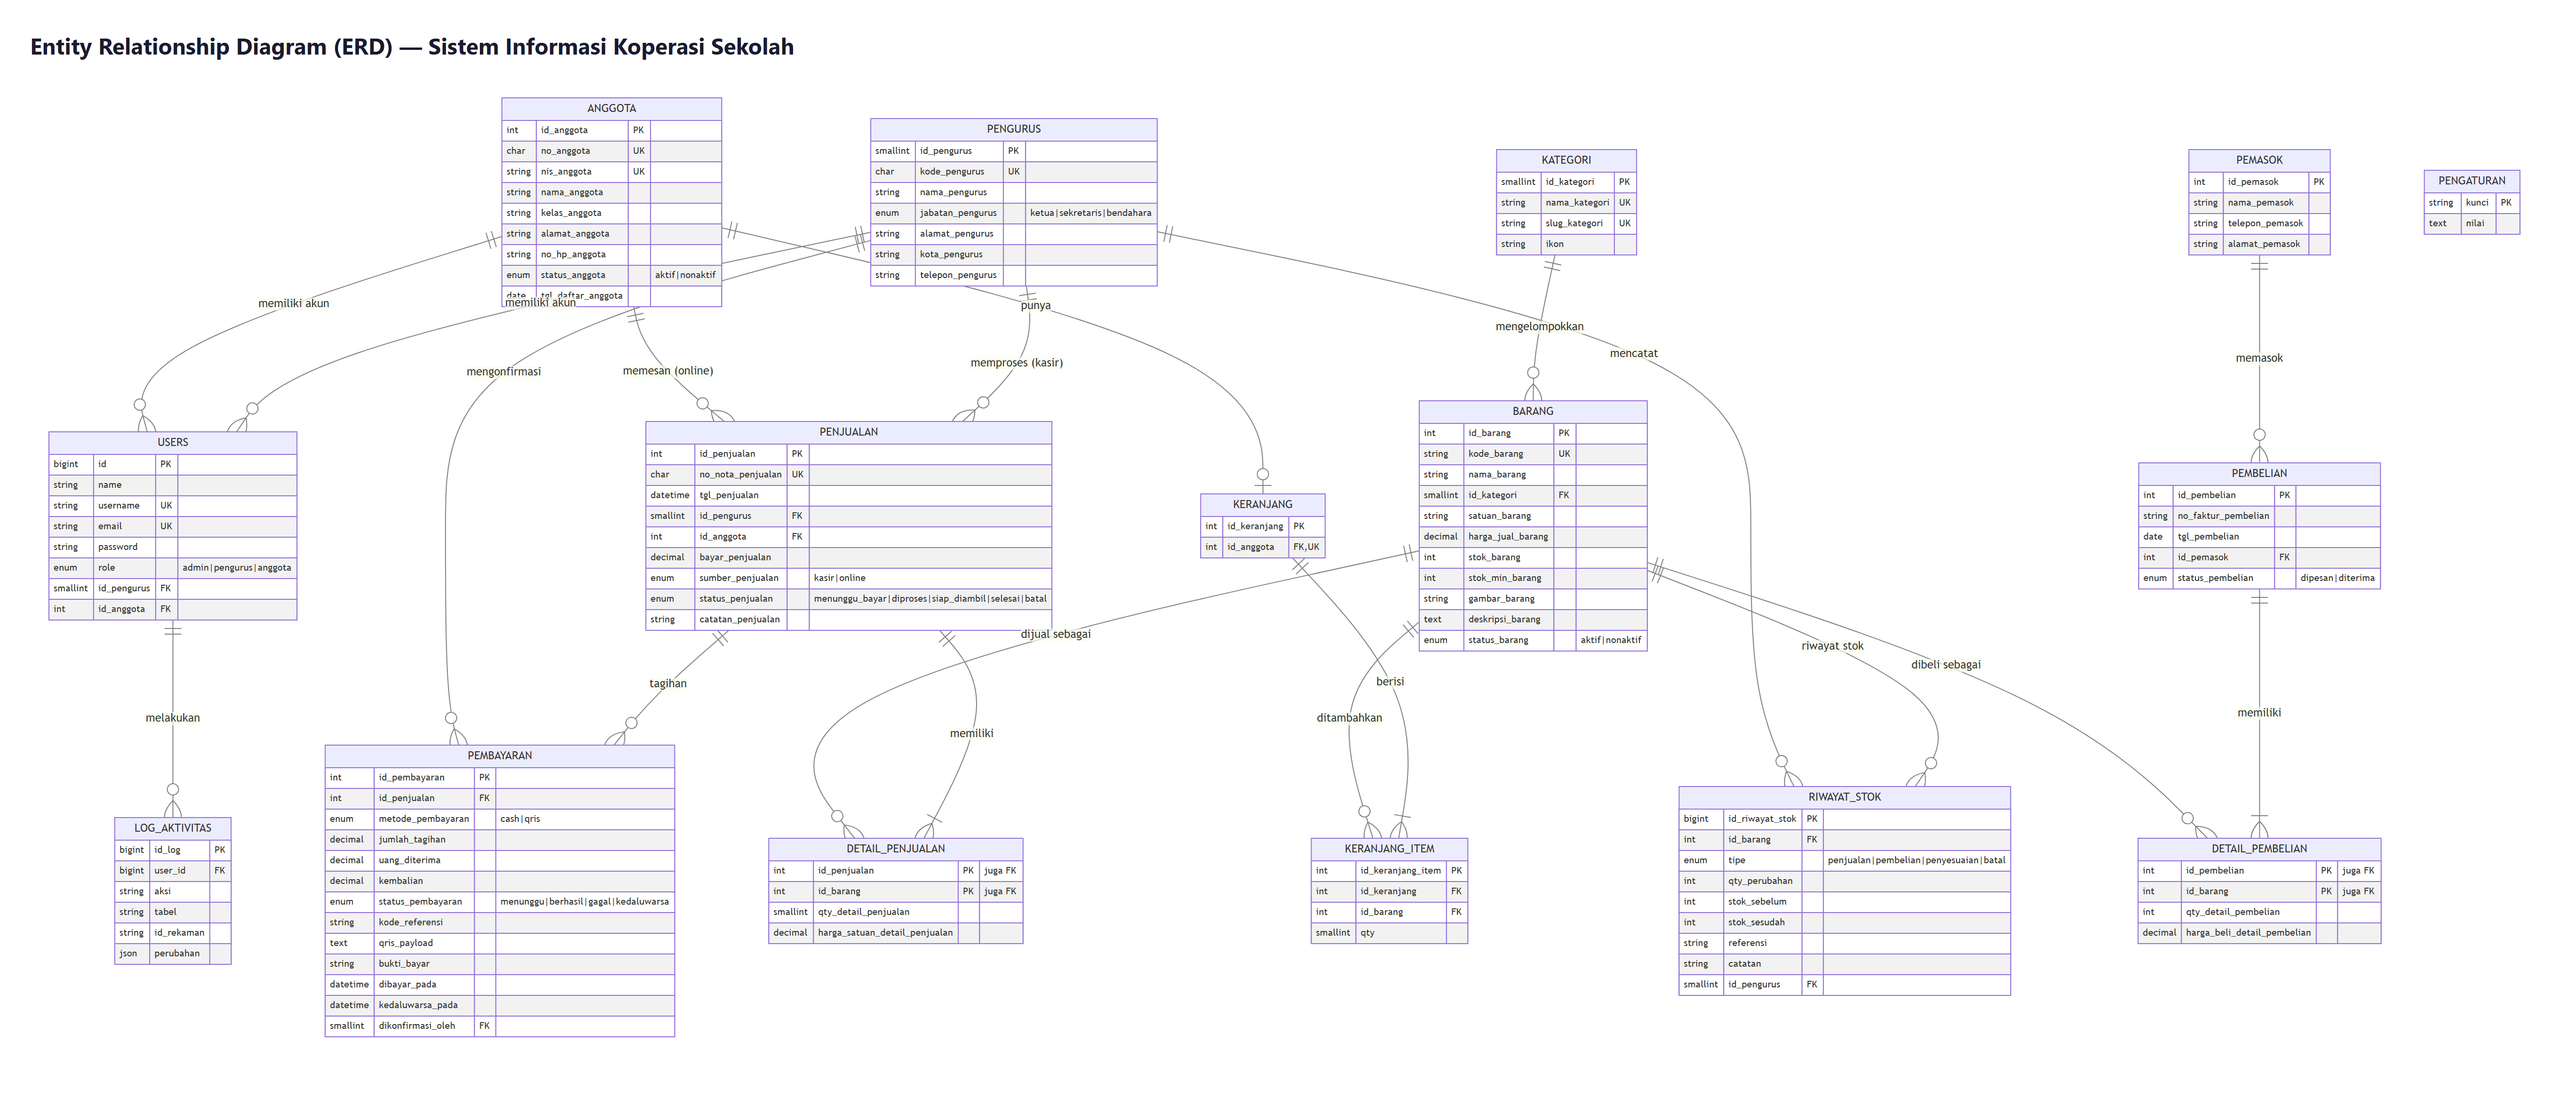 Entity Relationship Diagram (ERD) — Sistem Informasi Koperasi Sekolah
ANGGOTA
int id_anggota PK
char no_anggota UK
string nis_anggota UK
string nama_anggota
string kelas_anggota
string alamat_anggota
string no_hp_anggota
enum status_anggota aktif|nonaktif
date tgl_daftar_anggota
PENGURUS
smallint id_pengurus PK
char kode_pengurus UK
string nama_pengurus
enum jabatan_pengurus ketua|sekretaris|bendahara
string alamat_pengurus
string kota_pengurus
string telepon_pengurus
KATEGORI
smallint id_kategori PK
string nama_kategori UK
string slug_kategori UK
string ikon
PEMASOK
int id_pemasok PK
string nama_pemasok
string telepon_pemasok
string alamat_pemasok
PENGATURAN
string kunci PK
text nilai
memiliki akun
memiliki akun
punya
mengelompokkan
mencatat
memasok
mengonfirmasi
memesan (online)
memproses (kasir)
USERS
bigint id PK
string name
string username UK
string email UK
string password
enum role admin|pengurus|anggota
smallint id_pengurus FK
int id_anggota FK
PENJUALAN
int id_penjualan PK
char no_nota_penjualan UK
datetime tgl_penjualan
smallint id_pengurus FK
int id_anggota FK
decimal bayar_penjualan
enum sumber_penjualan kasir|online
enum status_penjualan menunggu_bayar|diproses|siap_diambil|selesai|batal
string catatan_penjualan
KERANJANG
int id_keranjang PK
int id_anggota FK,UK
BARANG
int id_barang PK
string kode_barang UK
string nama_barang
smallint id_kategori FK
string satuan_barang
decimal harga_jual_barang
int stok_barang
int stok_min_barang
string gambar_barang
text deskripsi_barang
enum status_barang aktif|nonaktif
PEMBELIAN
int id_pembelian PK
string no_faktur_pembelian
date tgl_pembelian
int id_pemasok FK
enum status_pembelian dipesan|diterima
dijual sebagai
riwayat stok
dibeli sebagai
tagihan
berisi
melakukan
memiliki
ditambahkan
memiliki
LOG_AKTIVITAS
bigint id_log PK
bigint user_id FK
string aksi
string tabel
string id_rekaman
json perubahan
PEMBAYARAN
int id_pembayaran PK
int id_penjualan FK
enum metode_pembayaran cash|qris
decimal jumlah_tagihan
decimal uang_diterima
decimal kembalian
enum status_pembayaran menunggu|berhasil|gagal|kedaluwarsa
string kode_referensi
text qris_payload
string bukti_bayar
datetime dibayar_pada
datetime kedaluwarsa_pada
smallint dikonfirmasi_oleh FK
DETAIL_PENJUALAN
int id_penjualan PK juga FK
int id_barang PK juga FK
smallint qty_detail_penjualan
decimal harga_satuan_detail_penjualan
KERANJANG_ITEM
int id_keranjang_item PK
int id_keranjang FK
int id_barang FK
smallint qty
RIWAYAT_STOK
bigint id_riwayat_stok PK
int id_barang FK
enum tipe penjualan|pembelian|penyesuaian|batal
int qty_perubahan
int stok_sebelum
int stok_sesudah
string referensi
string catatan
smallint id_pengurus FK
DETAIL_PEMBELIAN
int id_pembelian PK juga FK
int id_barang PK juga FK
int qty_detail_pembelian
decimal harga_beli_detail_pembelian